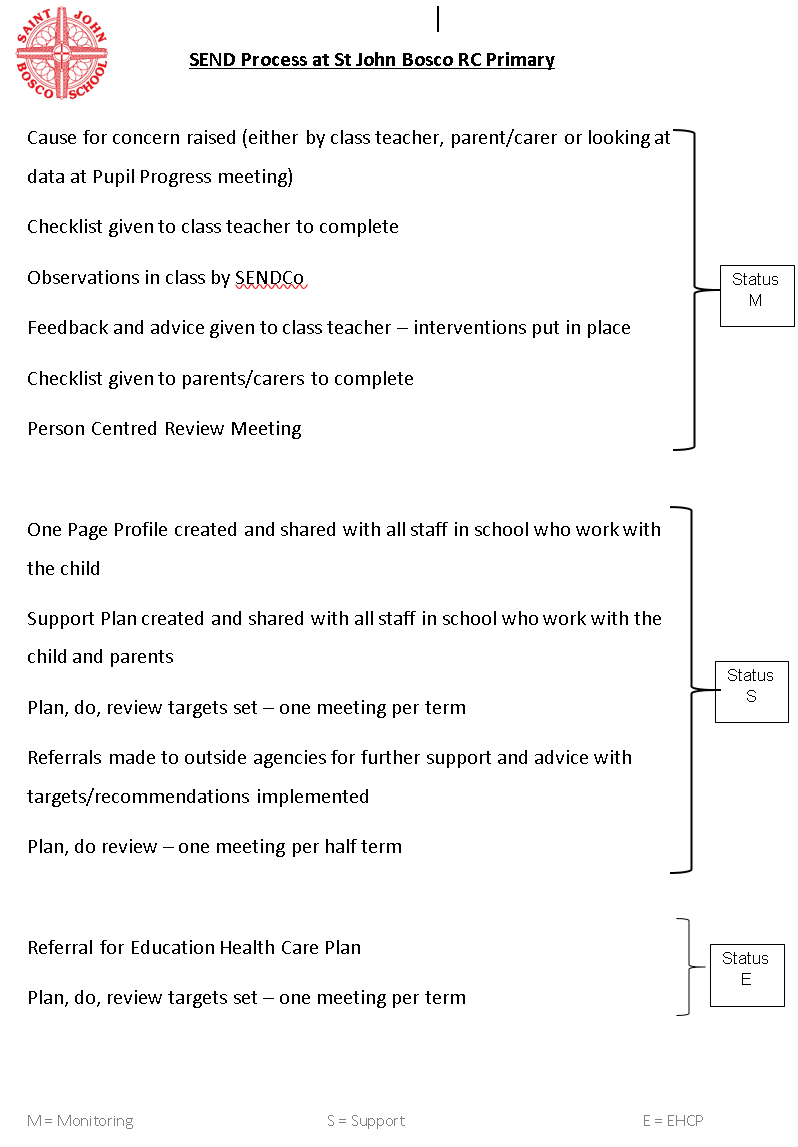 SAINT JOHN
BOSCO SCHOOL
SEND Process at St John Bosco RC Primary
Cause for concern raised (either by class teacher, parent/carer or looking at
data at Pupil Progress meeting)
Checklist given to class teacher to complete
Observations in class by SENDCo
Status
M
Feedback and advice given to class teacher – interventions put in place
Checklist given to parents/carers to complete
Person Centred Review Meeting
One Page Profile created and shared with all staff in school who work with
the child
Support Plan created and shared with all staff in school who work with the
child and parents
Status
S
Plan, do, review targets set – one meeting per term
Referrals made to outside agencies for further support and advice with
targets/recommendations implemented
Plan, do review – one meeting per half term
Referral for Education Health Care Plan
Status
E
Plan, do, review targets set – one meeting per term
M = Monitoring S = Support E = EHCP